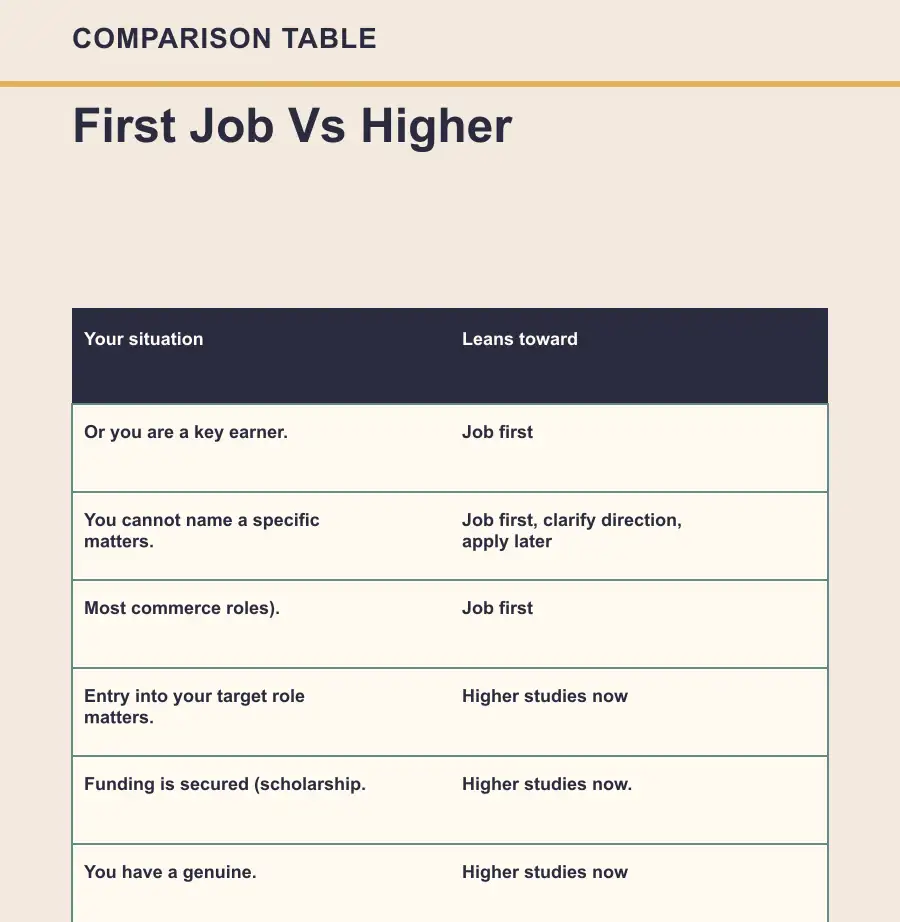 COMPARISON TABLE
First Job Vs Higher
Your situation
Leans toward
Or you are a key earner.
Job first
You cannot name a specific
matters.
Job first, clarify direction,
apply later
Most commerce roles).
Job first
Entry into your target role
matters.
Higher studies now
Funding is secured (scholarship.
Higher studies now.
You have a genuine.
Higher studies now